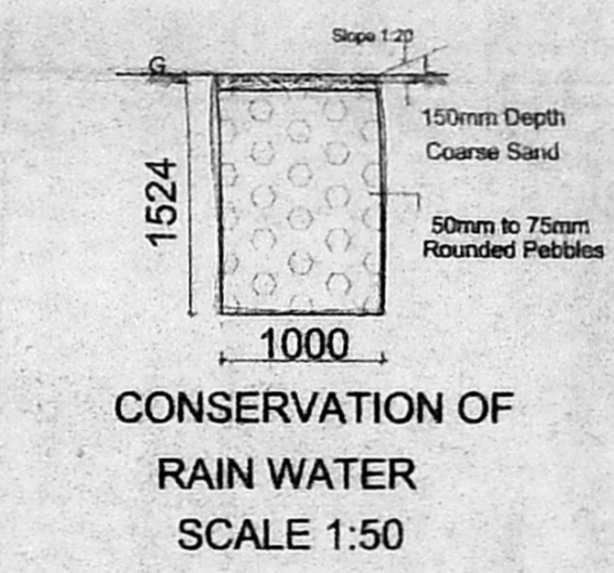 Slope 1:20
G L
150mm Depth
Coarse Sand
1524
50mm to 75mm
Rounded Pebbles
1000
CONSERVATION OF
RAIN WATER
SCALE 1:50